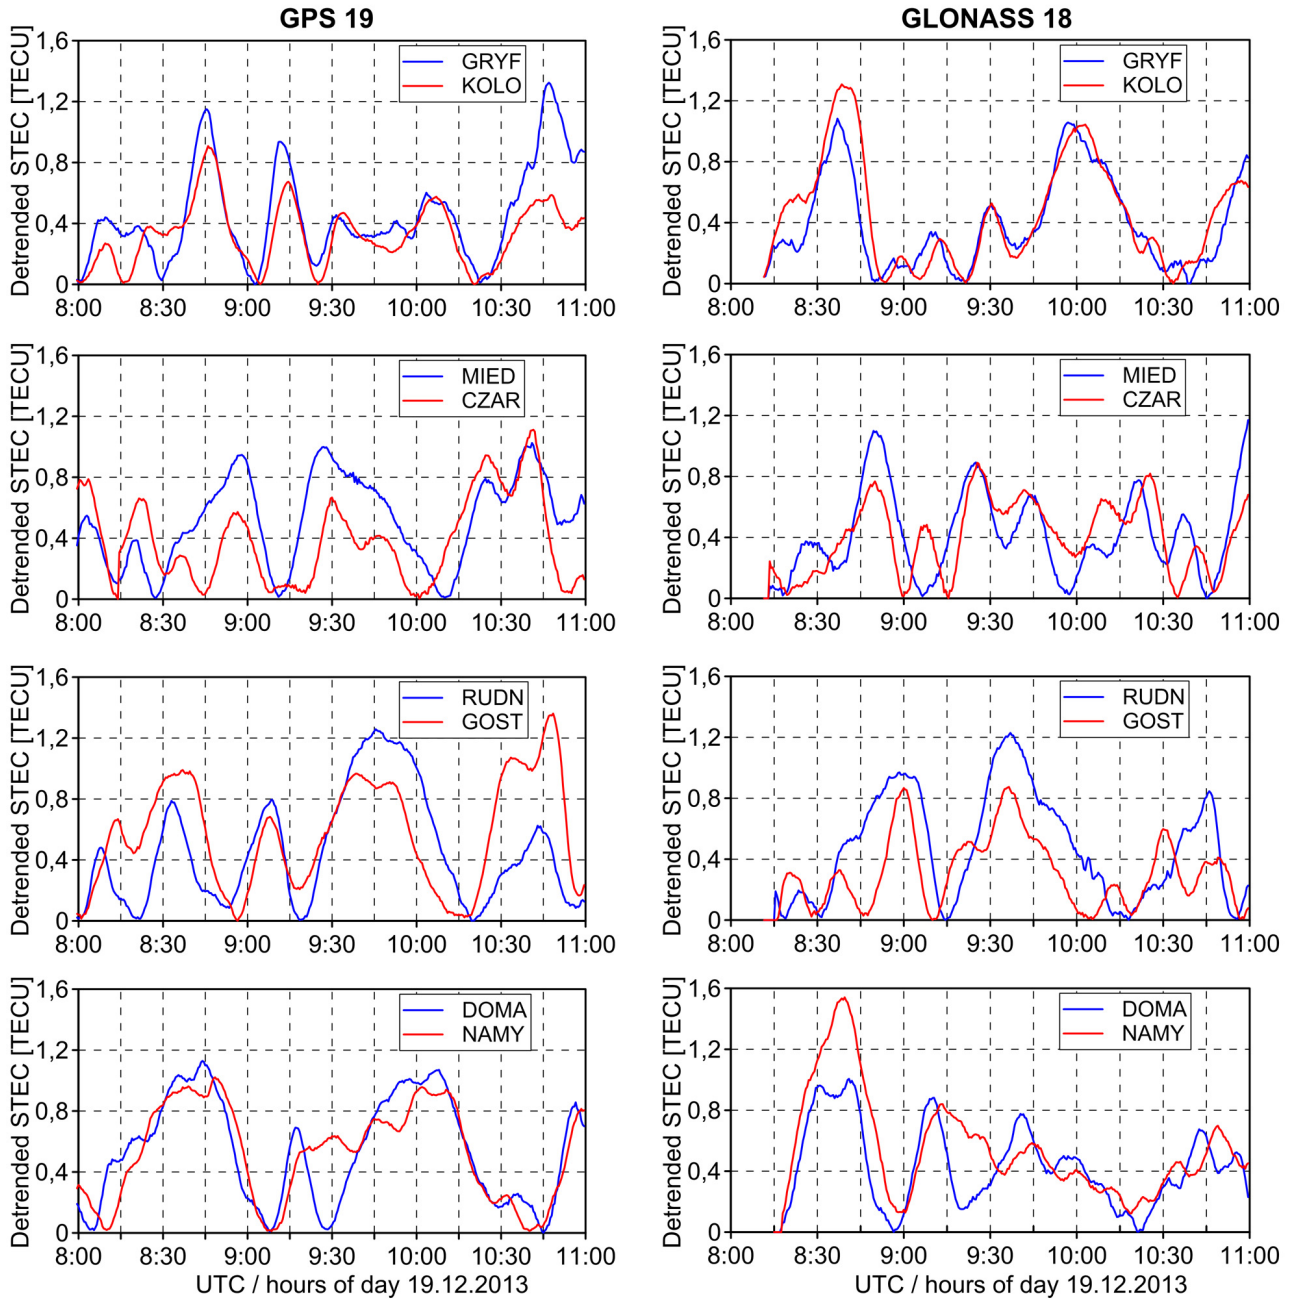 GPS 19
GLONASS 18
Detrended STEC [TECU]
1,6
1,2
0,8
0,4
0
GRYF
KOLO
8:00 8:30 9:00 9:30 10:00 10:30 11:00
Detrended STEC [TECU]
1,6
1,2
0,8
0,4
0
GRYF
KOLO
8:00 8:30 9:00 9:30 10:00 10:30 11:00
Detrended STEC [TECU]
1,6
1,2
0,8
0,4
0
MIED
CZAR
8:00 8:30 9:00 9:30 10:00 10:30 11:00
Detrended STEC [TECU]
1,6
1,2
0,8
0,4
0
MIED
CZAR
8:00 8:30 9:00 9:30 10:00 10:30 11:00
Detrended STEC [TECU]
1,6
1,2
0,8
0,4
0
RUDN
GOST
8:00 8:30 9:00 9:30 10:00 10:30 11:00
Detrended STEC [TECU]
1,6
1,2
0,8
0,4
0
RUDN
GOST
8:00 8:30 9:00 9:30 10:00 10:30 11:00
Detrended STEC [TECU]
1,6
1,2
0,8
0,4
0
DOMA
NAMY
8:00 8:30 9:00 9:30 10:00 10:30 11:00
UTC / hours of day 19.12.2013
Detrended STEC [TECU]
1,6
1,2
0,8
0,4
0
DOMA
NAMY
8:00 8:30 9:00 9:30 10:00 10:30 11:00
UTC / hours of day 19.12.2013